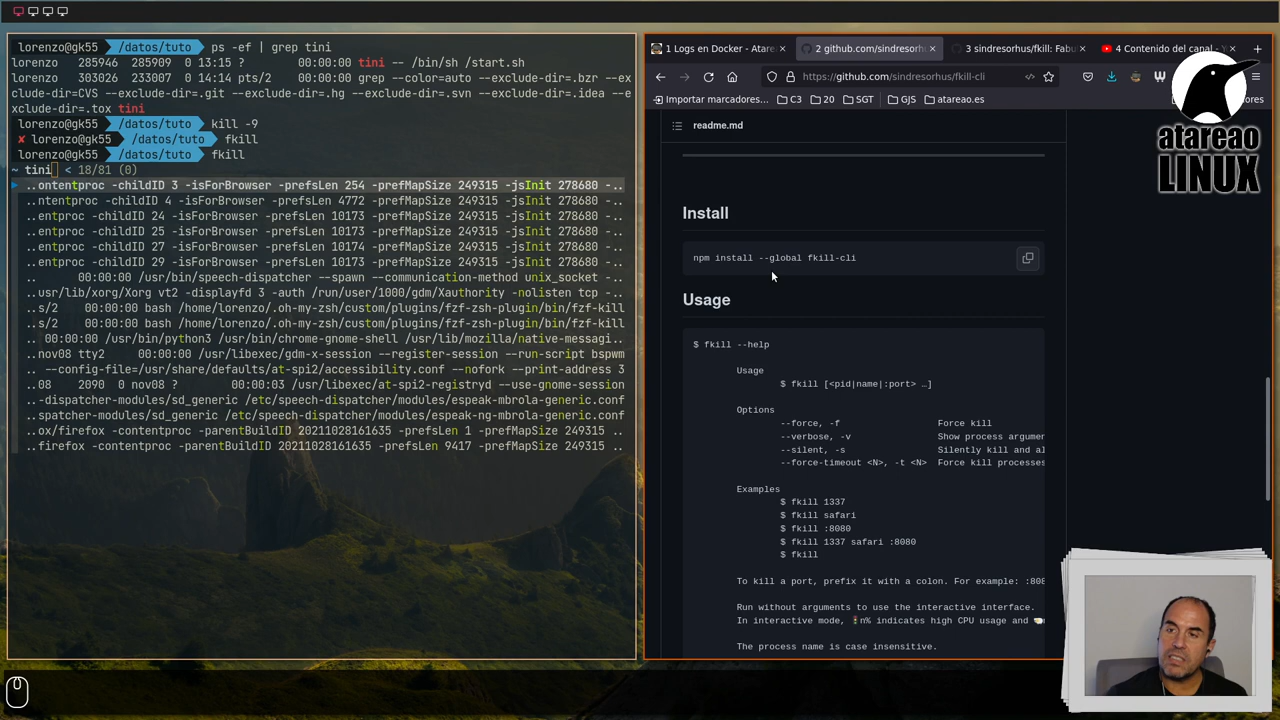 lorenzo@gk55 /datos/tuto ps -ef | grep tini
lorenzo 285946 285909 0 13:15 ? 00:00:00 tini -- /bin/sh /start.sh
lorenzo 303026 233007 0 14:14 pts/2 00:00:00 grep --color=auto --exclude-dir=.bzr --ex
clude-dir=CVS --exclude-dir=.git --exclude-dir=.hg --exclude-dir=.svn --exclude-dir=.idea --e
xclude-dir=.tox tini
lorenzo@gk55 /datos/tuto kill -9
✘ lorenzo@gk55 /datos/tuto fkill
lorenzo@gk55 /datos/tuto fkill
~ tini < 18/81 (0)
..ontentproc -childID 3 -isForBrowser -prefsLen 254 -prefMapSize 249315 -jsInit 278680 -..
..ntentproc -childID 4 -isForBrowser -prefsLen 4772 -prefMapSize 249315 -jsInit 278680 -..
..entproc -childID 24 -isForBrowser -prefsLen 10173 -prefMapSize 249315 -jsInit 278680 -..
..entproc -childID 25 -isForBrowser -prefsLen 10173 -prefMapSize 249315 -jsInit 278680 -..
..entproc -childID 27 -isForBrowser -prefsLen 10174 -prefMapSize 249315 -jsInit 278680 -..
..entproc -childID 29 -isForBrowser -prefsLen 10173 -prefMapSize 249315 -jsInit 278680 -..
.. 00:00:00 /usr/bin/speech-dispatcher --spawn --communication-method unix_socket -..
..usr/lib/xorg/Xorg vt2 -displayfd 3 -auth /run/user/1000/gdm/Xauthority -nolisten tcp -..
..s/2 00:00:00 bash /home/lorenzo/.oh-my-zsh/custom/plugins/fzf-zsh-plugin/bin/fzf-kill
..s/2 00:00:00 bash /home/lorenzo/.oh-my-zsh/custom/plugins/fzf-zsh-plugin/bin/fzf-kill
.. 00:00:00 /usr/bin/python3 /usr/bin/chrome-gnome-shell /usr/lib/mozilla/native-messagi..
..nov08 tty2 00:00:00 /usr/libexec/gdm-x-session --register-session --run-script bspwm
.. --config-file=/usr/share/defaults/at-spi2/accessibility.conf --nofork --print-address 3
..08 2090 0 nov08 ? 00:00:03 /usr/libexec/at-spi2-registryd --use-gnome-session
..-dispatcher-modules/sd_generic /etc/speech-dispatcher/modules/espeak-mbrola-generic.conf
..spatcher-modules/sd_generic /etc/speech-dispatcher/modules/espeak-ng-mbrola-generic.conf
..ox/firefox -contentproc -parentBuildID 20211028161635 -prefsLen 1 -prefMapSize 249315 ..
..firefox -contentproc -parentBuildID 20211028161635 -prefsLen 9417 -prefMapSize 249315 ..
1 Logs en Docker - Atare
2 github.com/sindresorh
3 sindresorhus/fkill: Fabu
4 Contenido del canal - Y
https://github.com/sindresorhus/fkill-cli
Importar marcadores... C3 20 SGT GJS atareao.es
readme.md
Install
npm install --global fkill-cli
Usage
$ fkill --help
Usage
$ fkill [<pid|name|:port> …]
Options
--force, -f Force kill
--verbose, -v Show process argumen
--silent, -s Silently kill and al
--force-timeout <N>, -t <N> Force kill processes
Examples
$ fkill 1337
$ fkill safari
$ fkill :8080
$ fkill 1337 safari :8080
$ fkill
To kill a port, prefix it with a colon. For example: :808
Run without arguments to use the interactive interface.
In interactive mode, 🚦n% indicates high CPU usage and
The process name is case insensitive.
atareao
LINUX